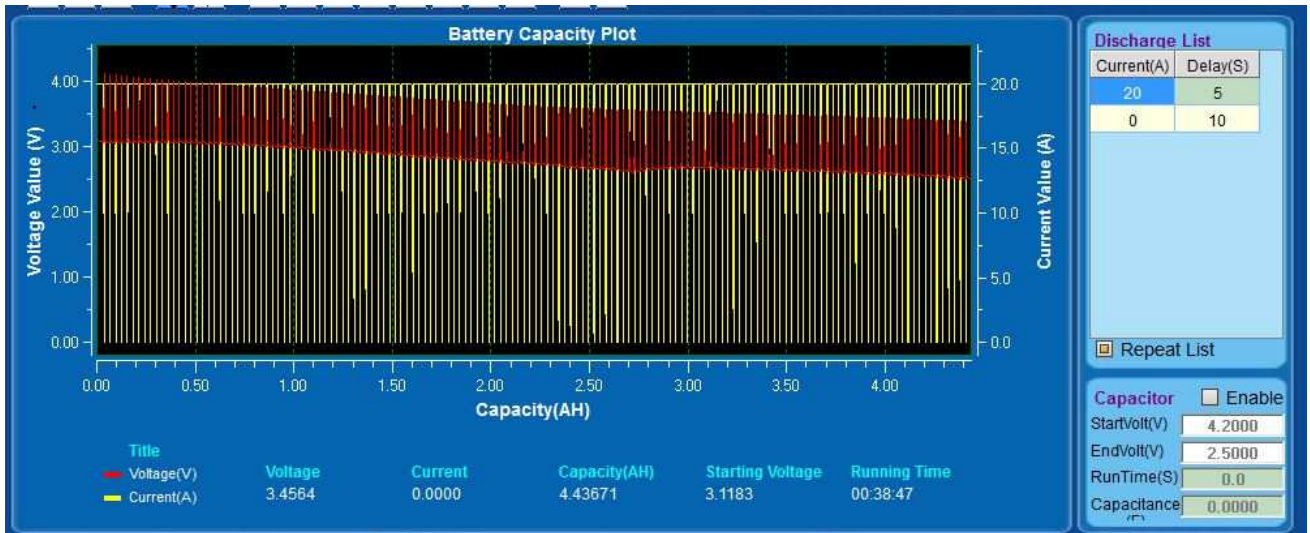 Battery Capacity Plot
Voltage Value (V)
4.00
3.00
2.00
1.00
0.00
20.0
15.0
10.0
5.0
0.0
Current Value (A)
0.00 0.50 1.00 1.50 2.00 2.50 3.00 3.50 4.00
Capacity(AH)
Title
Voltage(V) Voltage Current Capacity(AH) Starting Voltage Running Time
Current(A) 3.4564 0.0000 4.43671 3.1183 00:38:47
Discharge List
Current(A) Delay(S)
20 5
0 10
Repeat List
Capacitor Enable
StartVolt(V) 4.2000
EndVolt(V) 2.5000
RunTime(S) 0.0
Capacitance 0.0000